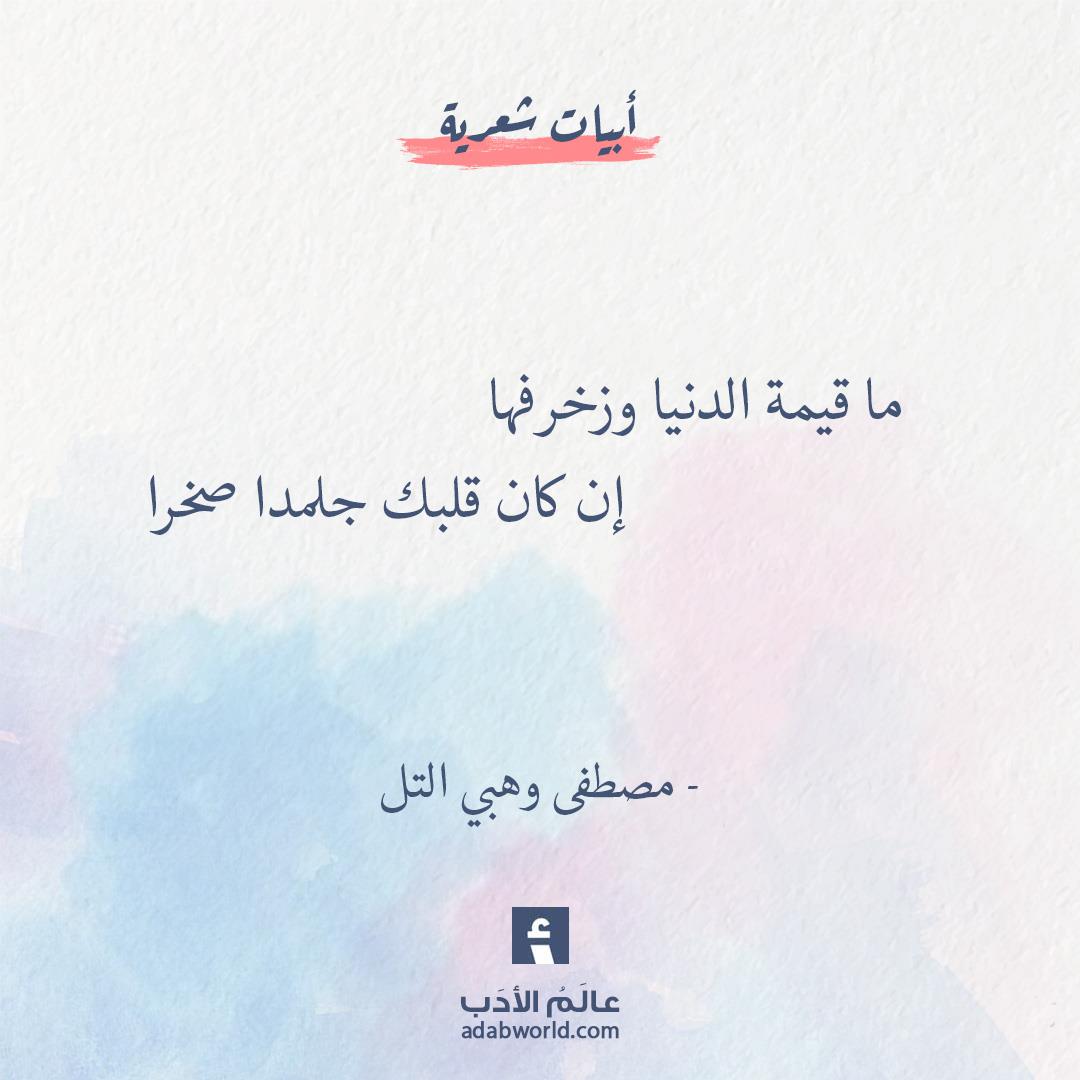 أبيات شعرية
ما قيمة الدنيا وزخرفها
إن كان قلبك جلمدا صخرا
- مصطفى وهبي التل
أ
عالَمُ الأدَب
adabworld.com